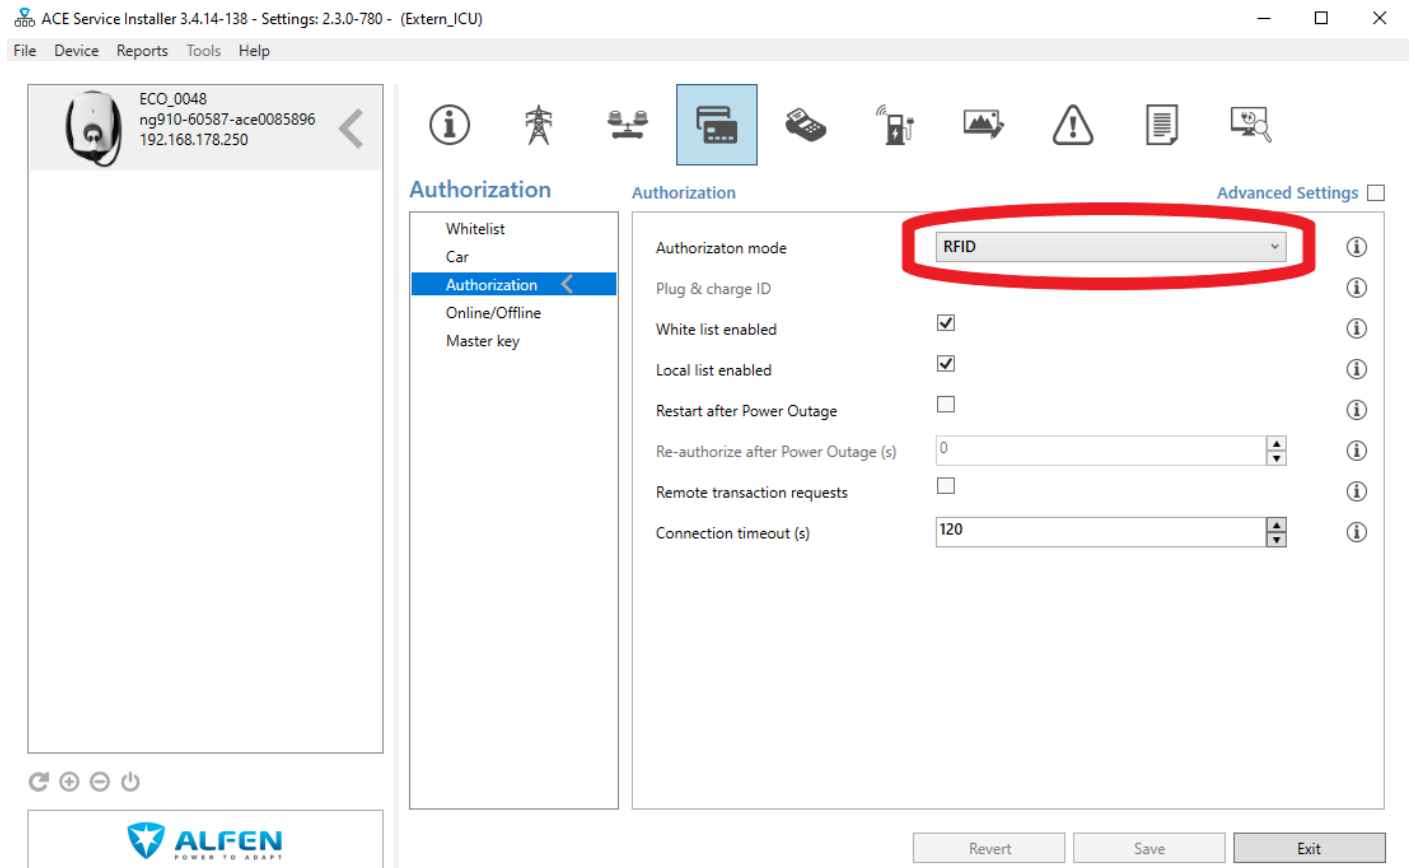 ACE Service Installer 3.4.14-138 - Settings: 2.3.0-780 - (Extern_ICU)
File Device Reports Tools Help
ECO_0048
ng910-60587-ace0085896
192.168.178.250
Authorization
Whitelist
Car
Authorization
Online/Offline
Master key
Authorization
Advanced Settings
Authorizaton mode
RFID
Plug & charge ID
White list enabled
Local list enabled
Restart after Power Outage
Re-authorize after Power Outage (s)
0
Remote transaction requests
Connection timeout (s)
120
ALFEN
POWER TO ADAPT
Revert
Save
Exit